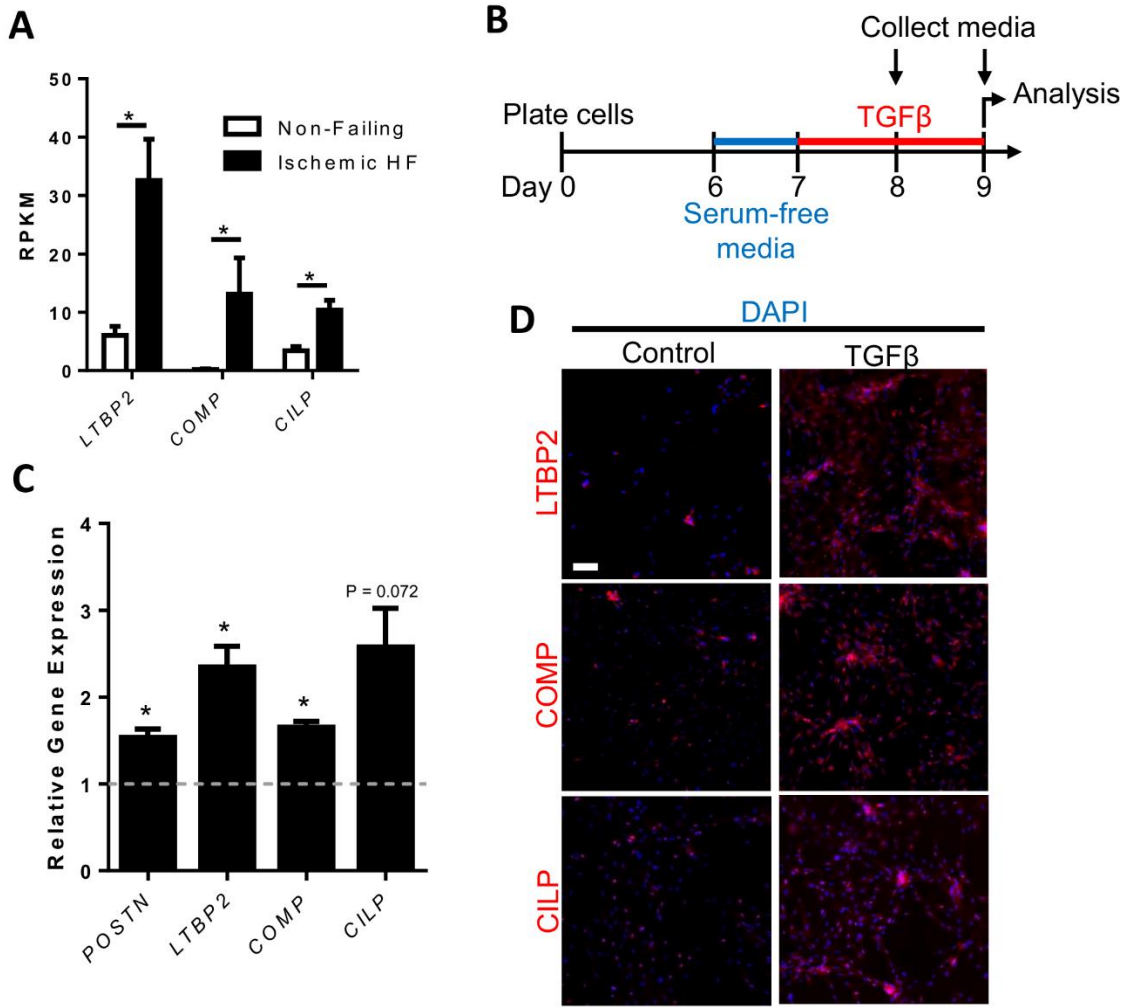 A
50
40
30
20
10
0
RPKM
*
*
*
Non-Failing
Ischemic HF
LTBP2
COMP
CILP
B
Collect media
Plate cells
TGFβ
Analysis
Day 0
6
7
8
9
Serum-free
media
C
4
3
2
1
0
Relative Gene Expression
*
*
*
P = 0.072
POSTN
LTBP2
COMP
CILP
D
DAPI
Control
TGFβ
LTBP2
COMP
CILP